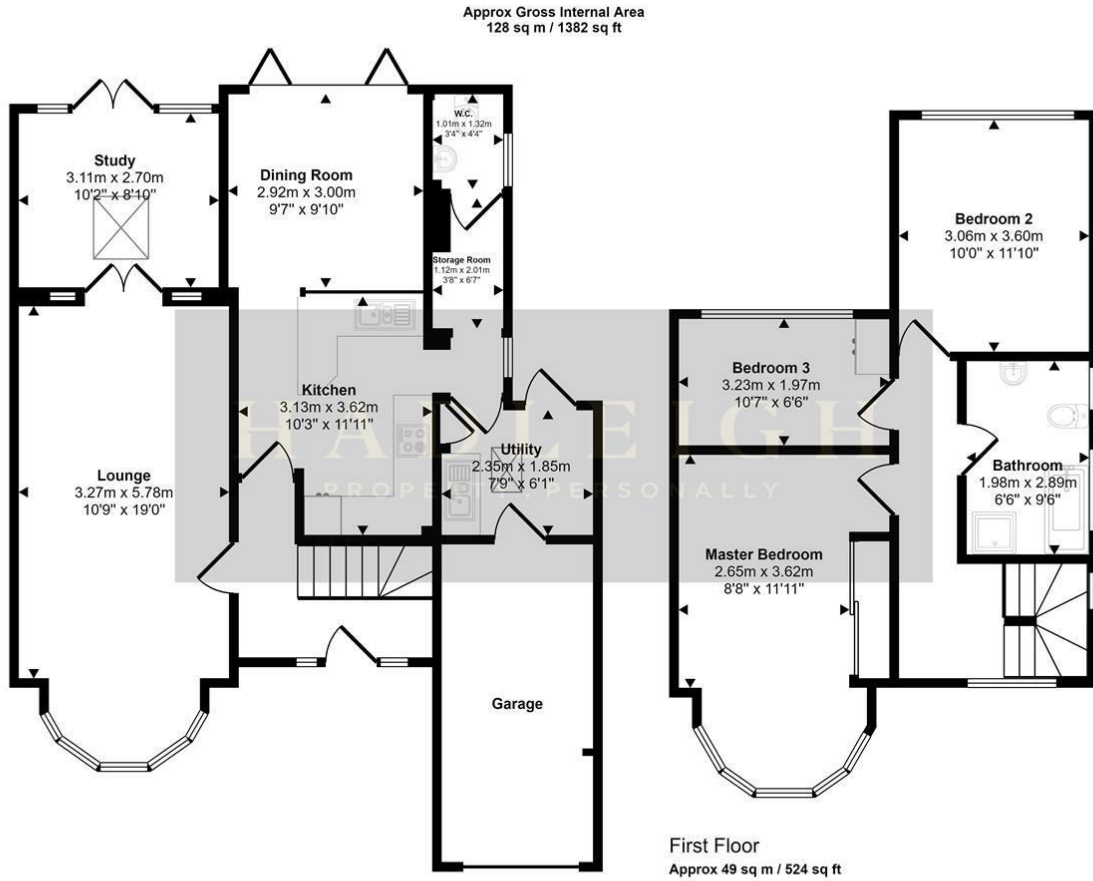 Approx Gross Internal Area
128 sq m / 1382 sq ft
Study
3.11m x 2.70m
10'2" x 8'10"
Dining Room
2.92m x 3.00m
9'7" x 9'10"
W.C.
1.01m x 1.32m
3'4" x 4'4"
Storage Room
1.12m x 2.01m
3'8" x 6'7"
Kitchen
3.13m x 3.62m
10'3" x 11'11"
Utility
2.35m x 1.85m
7'9" x 6'1"
Lounge
3.27m x 5.78m
10'9" x 19'0"
Garage
Bedroom 2
3.06m x 3.60m
10'0" x 11'10"
Bedroom 3
3.23m x 1.97m
10'7" x 6'6"
Bathroom
1.98m x 2.89m
6'6" x 9'6"
Master Bedroom
2.65m x 3.62m
8'8" x 11'11"
First Floor
Approx 49 sq m / 524 sq ft
HADLEIGH